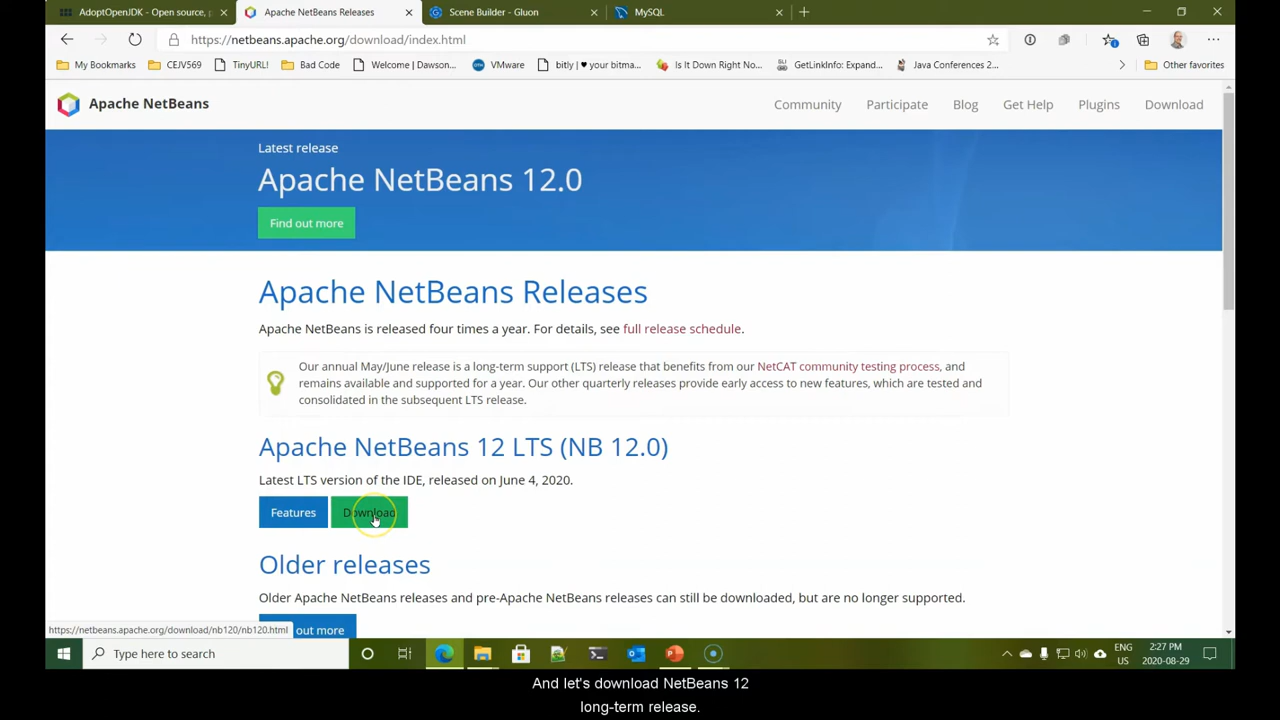 AdoptOpenJDK - Open source, p
Apache NetBeans Releases
Scene Builder - Gluon
MySQL
https://netbeans.apache.org/download/index.html
My Bookmarks
CEJV569
TinyURL!
Bad Code
Welcome | Dawson...
VMware
bitly | ♥ your bitma...
Is It Down Right No...
GetLinkInfo: Expand...
Java Conferences 2...
Other favorites
Apache NetBeans
Community
Participate
Blog
Get Help
Plugins
Download
Latest release
Apache NetBeans 12.0
Find out more
Apache NetBeans Releases
Apache NetBeans is released four times a year. For details, see full release schedule.
Our annual May/June release is a long-term support (LTS) release that benefits from our NetCAT community testing process, and
remains available and supported for a year. Our other quarterly releases provide early access to new features, which are tested and
consolidated in the subsequent LTS release.
Apache NetBeans 12 LTS (NB 12.0)
Latest LTS version of the IDE, released on June 4, 2020.
Features
Download
Older releases
Older Apache NetBeans releases and pre-Apache NetBeans releases can still be downloaded, but are no longer supported.
out more
https://netbeans.apache.org/download/nb120/nb120.html
Type here to search
ENG
US
2:27 PM
2020-08-29
And let's download NetBeans 12
long-term release.